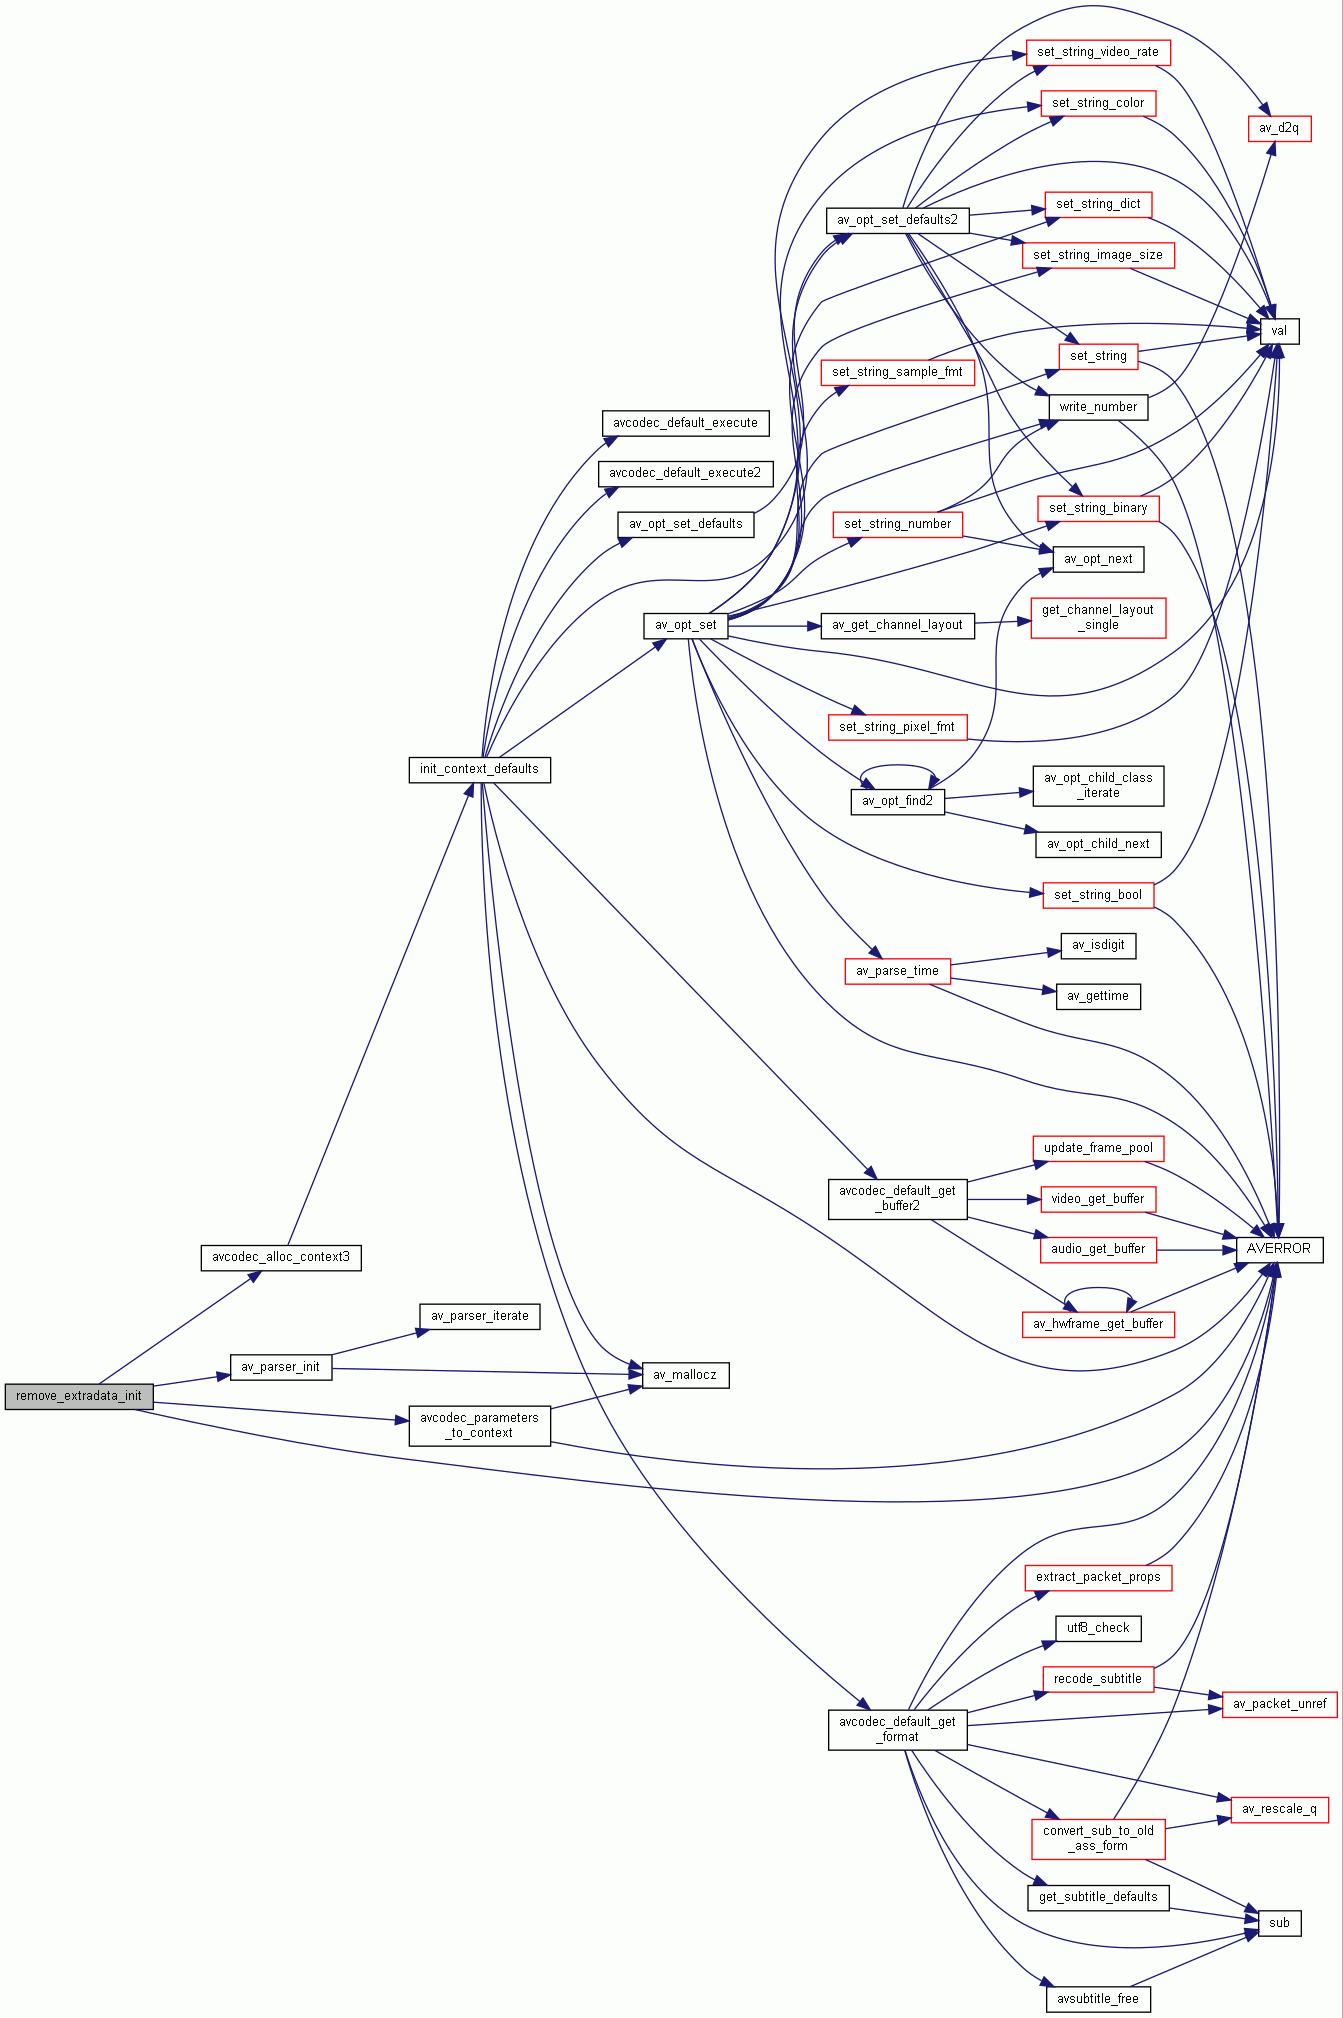 set_string_video_rate
set_string_color
av_d2q
set_string_dict
av_opt_set_defaults2
set_string_image_size
val
set_string
set_string_sample_fmt
write_number
avcodec_default_execute
avcodec_default_execute2
set_string_binary
av_opt_set_defaults
set_string_number
av_opt_next
get_channel_layout
_single
av_opt_set
av_get_channel_layout
set_string_pixel_fmt
init_context_defaults
av_opt_child_class
_iterate
av_opt_find2
av_opt_child_next
set_string_bool
av_isdigit
av_parse_time
av_gettime
update_frame_pool
avcodec_default_get
_buffer2
video_get_buffer
audio_get_buffer
AVERROR
avcodec_alloc_context3
av_parser_iterate
av_hwframe_get_buffer
av_parser_init
av_mallocz
remove_extradata_init
avcodec_parameters
_to_context
extract_packet_props
utf8_check
recode_subtitle
av_packet_unref
avcodec_default_get
_format
av_rescale_q
convert_sub_to_old
_ass_form
get_subtitle_defaults
sub
avsubtitle_free